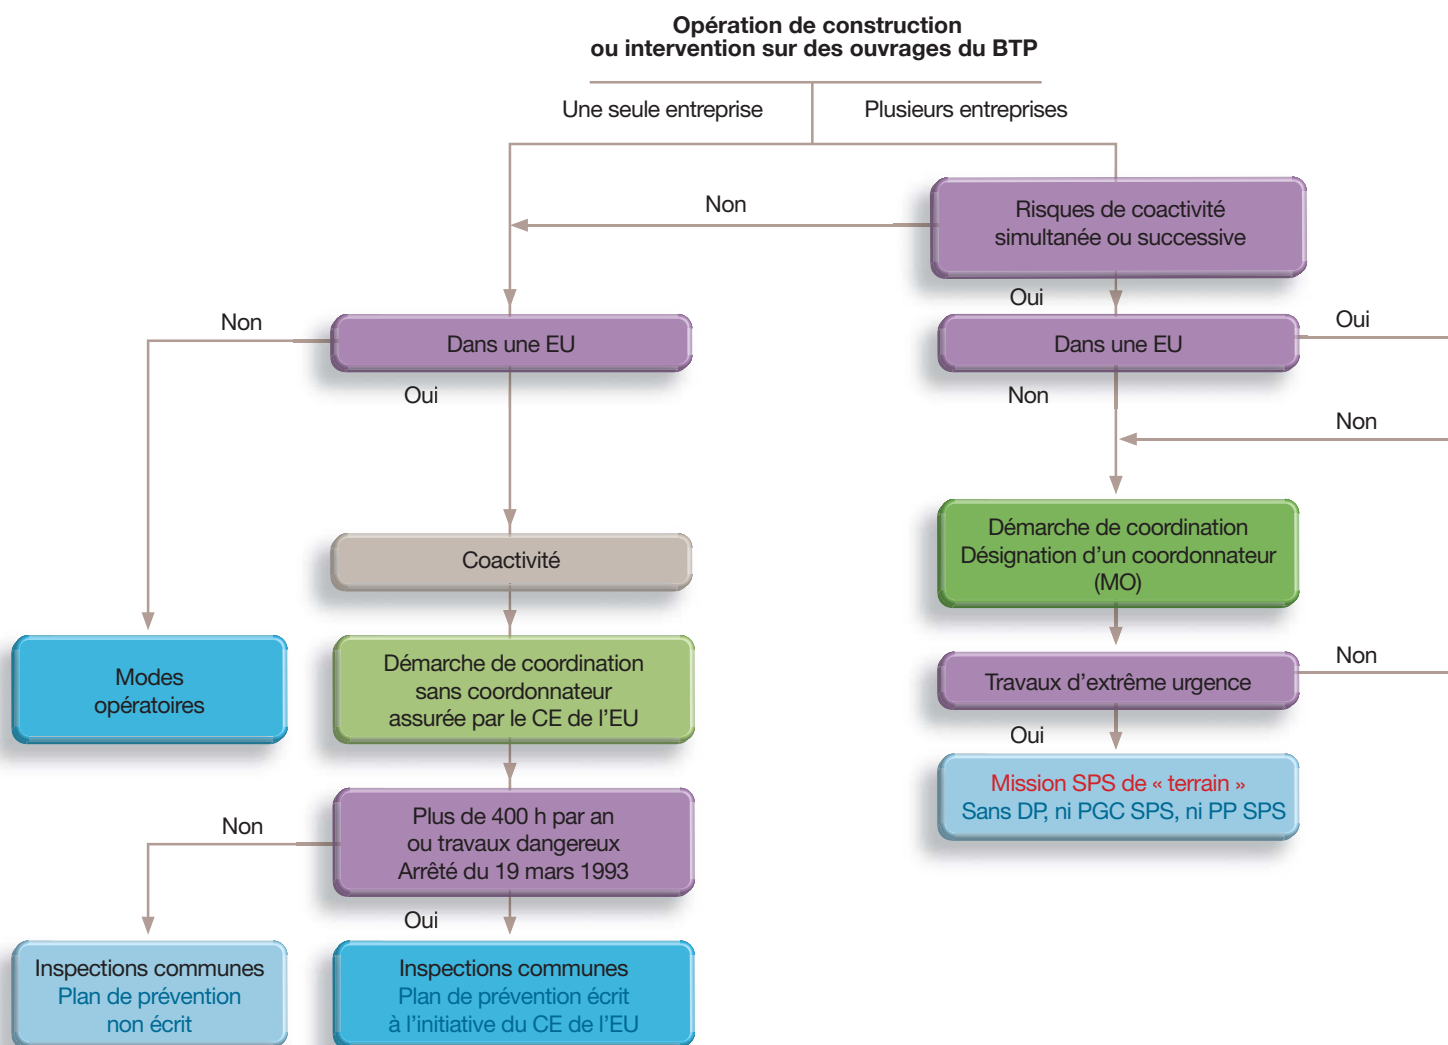 Opération de construction
ou intervention sur des ouvrages du BTP
Une seule entreprise
Plusieurs entreprises
Non
Risques de coactivité
simultanée ou successive
Oui
Non
Dans une EU
Oui
Dans une EU
Oui
Non
Non
Coactivité
Démarche de coordination
Désignation d’un coordonnateur
(MO)
Modes
opératoires
Démarche de coordination
sans coordonnateur
assurée par le CE de l’EU
Travaux d’extrême urgence
Non
Oui
Mission SPS de « terrain »
Sans DP, ni PGC SPS, ni PP SPS
Non
Plus de 400 h par an
ou travaux dangereux
Arrêté du 19 mars 1993
Oui
Inspections communes
Plan de prévention
non écrit
Inspections communes
Plan de prévention écrit
à l’initiative du CE de l’EU